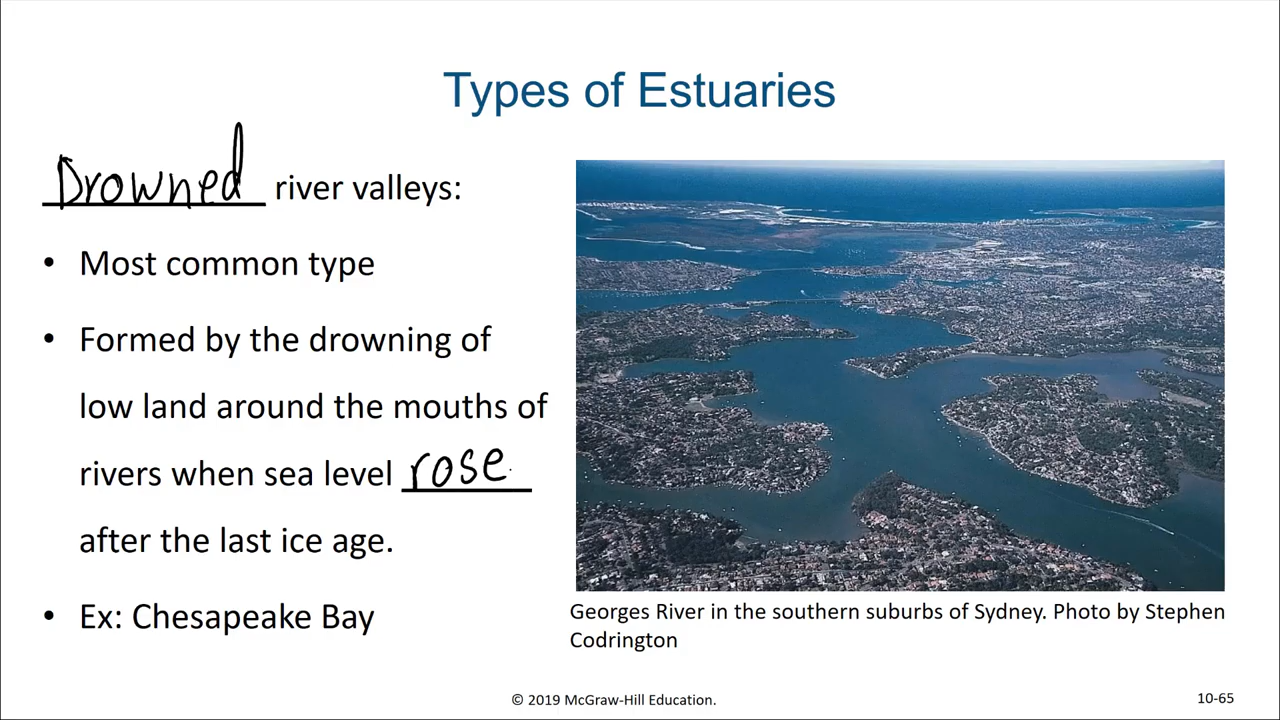 Types of Estuaries
Drowned river valleys:
• Most common type
• Formed by the drowning of
low land around the mouths of
rivers when sea level rose
after the last ice age.
• Ex: Chesapeake Bay
Georges River in the southern suburbs of Sydney. Photo by Stephen
Codrington
© 2019 McGraw-Hill Education.
10-65